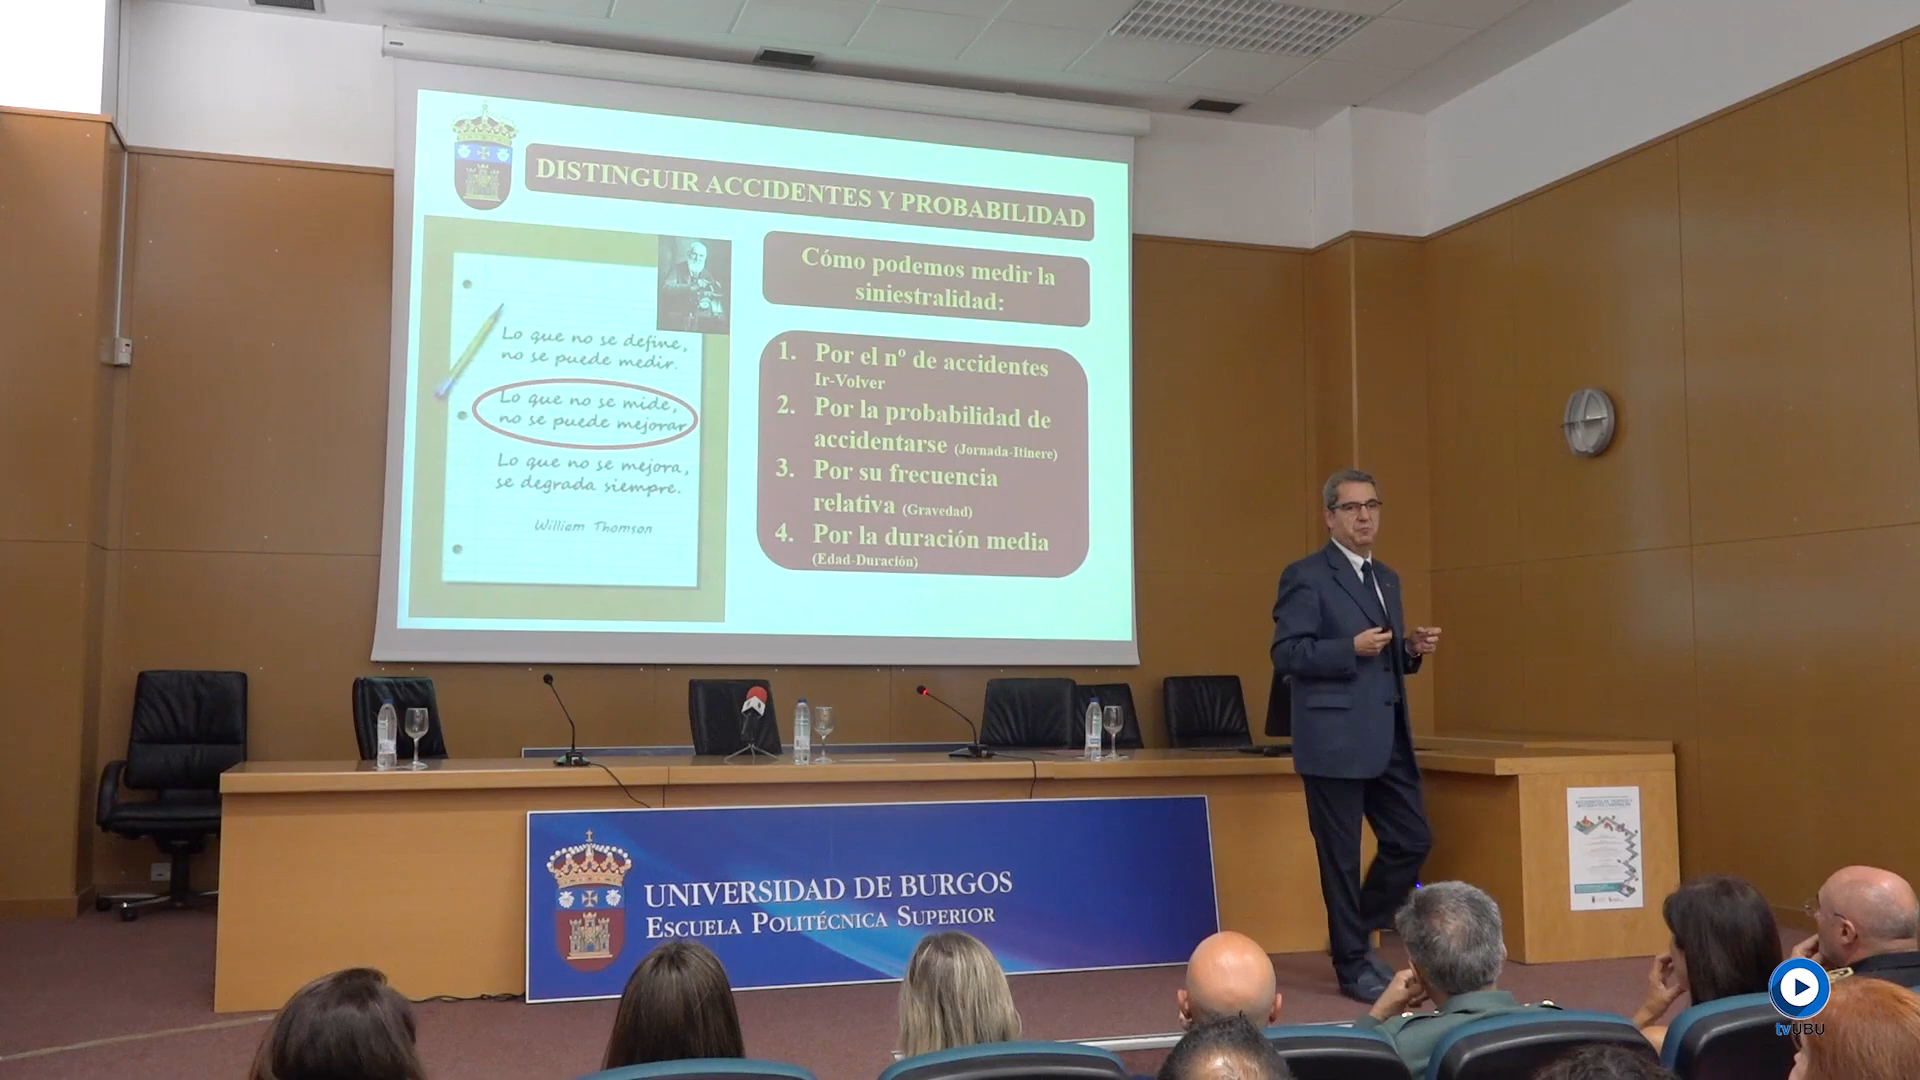 DISTINGUIR ACCIDENTES Y PROBABILIDAD
Lo que no se define,
no se puede medir.
Lo que no se mide,
no se puede mejorar
Lo que no se mejora,
se degrada siempre.
William Thomson
Cómo podemos medir la
siniestralidad:
1. Por el nº de accidentes
Ir-Volver
2. Por la probabilidad de
accidentarse (Jornada-Itinere)
3. Por su frecuencia
relativa (Gravedad)
4. Por la duración media
(Edad-Duración)
UNIVERSIDAD DE BURGOS
ESCUELA POLITÉCNICA SUPERIOR
tvUBU